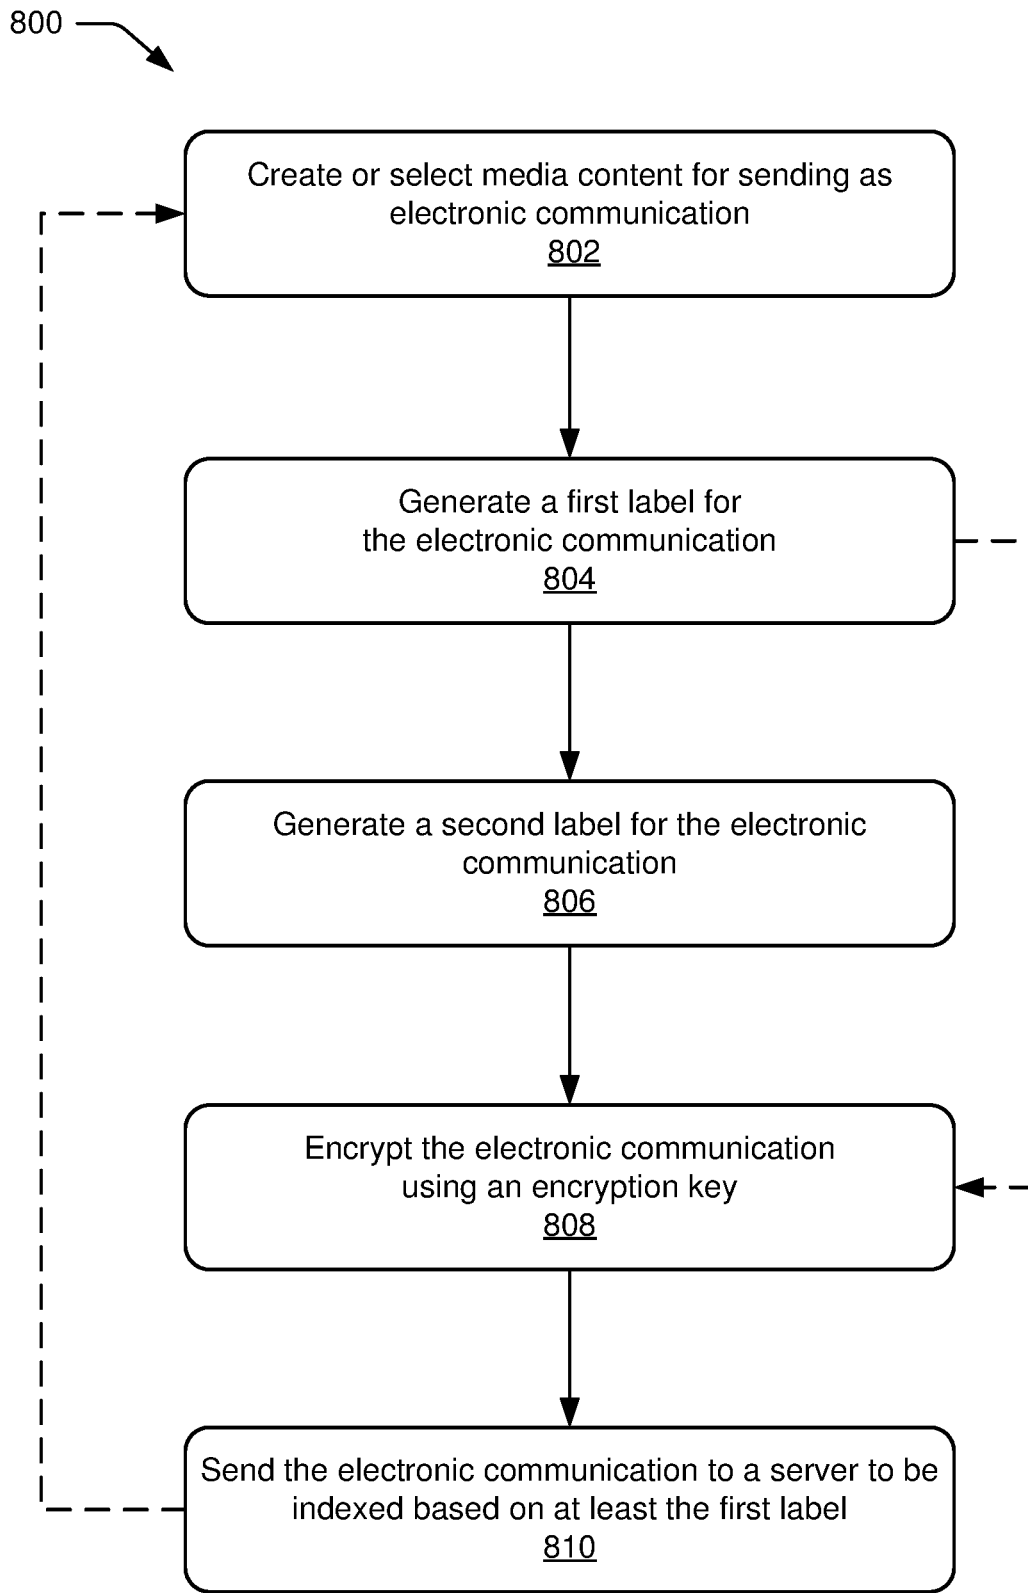 800
Create or select media content for sending as
electronic communication
802
Generate a first label for
the electronic communication
804
Generate a second label for the electronic
communication
806
Encrypt the electronic communication
using an encryption key
808
Send the electronic communication to a server to be
indexed based on at least the first label
810